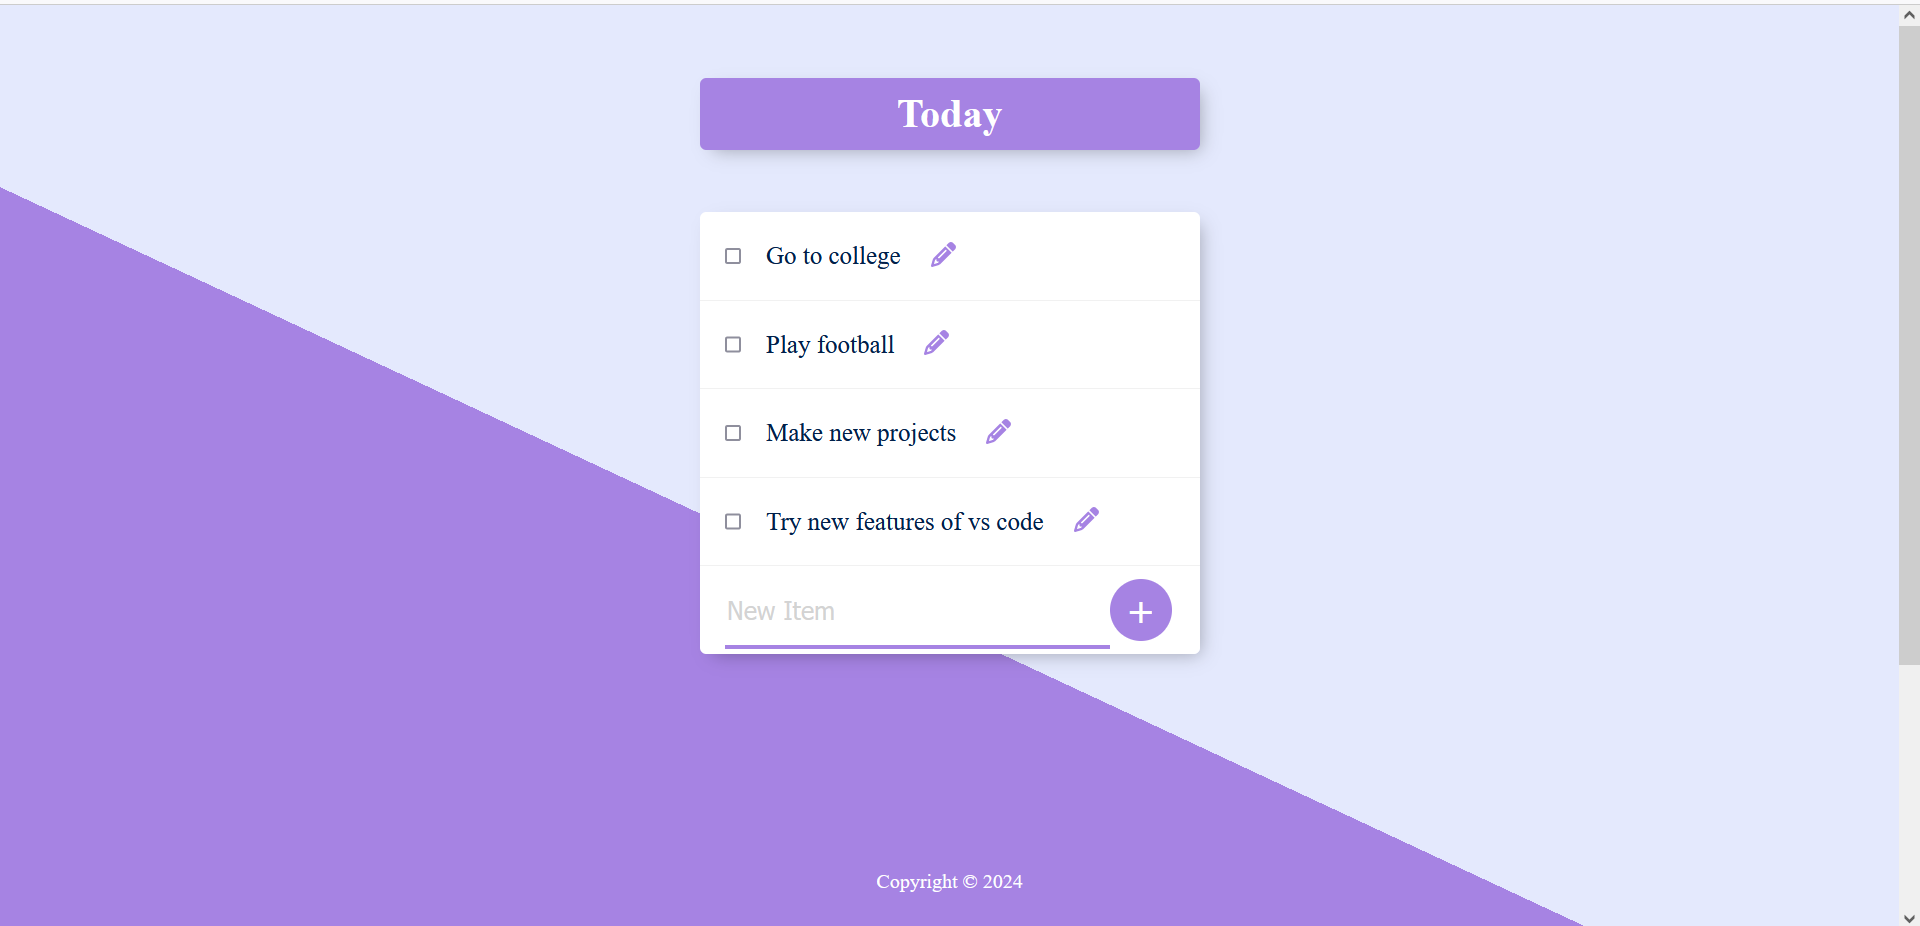 Today
Go to college
Play football
Make new projects
Try new features of vs code
New Item
+
Copyright © 2024